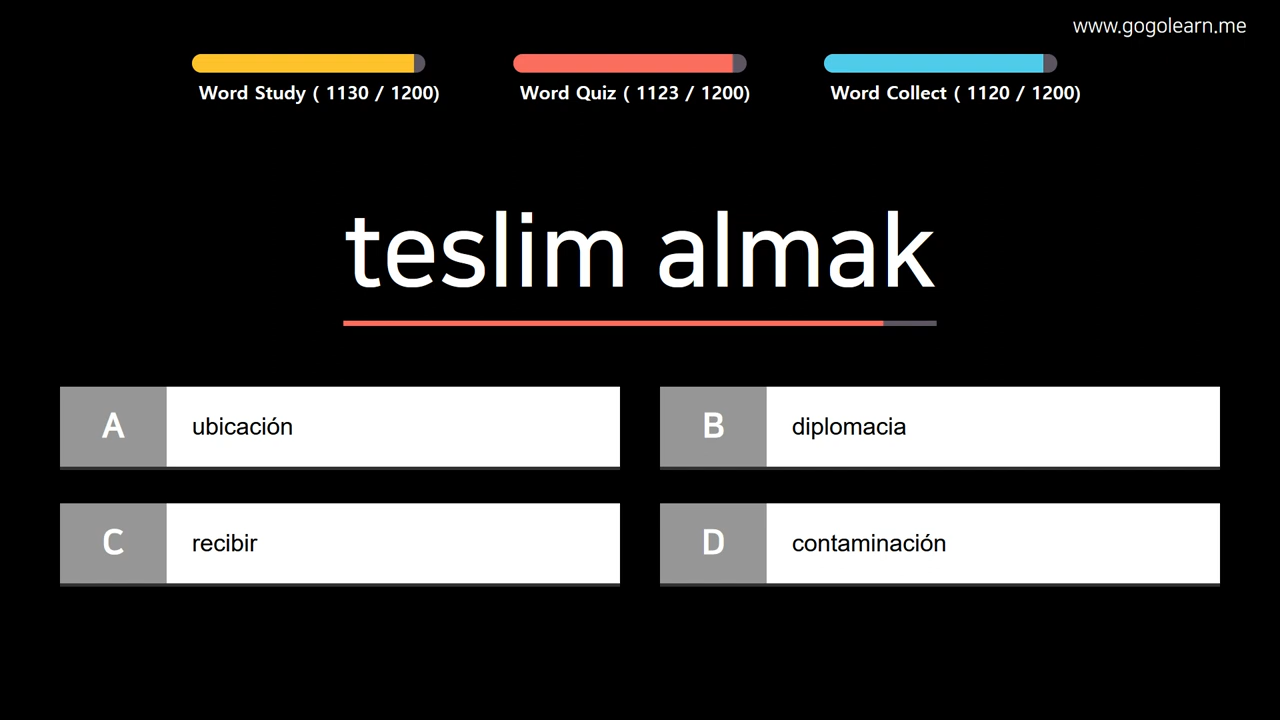 www.gogolearn.me
Word Study ( 1130 / 1200)
Word Quiz ( 1123 / 1200)
Word Collect ( 1120 / 1200)
teslim almak
A
ubicación
B
diplomacia
C
recibir
D
contaminación